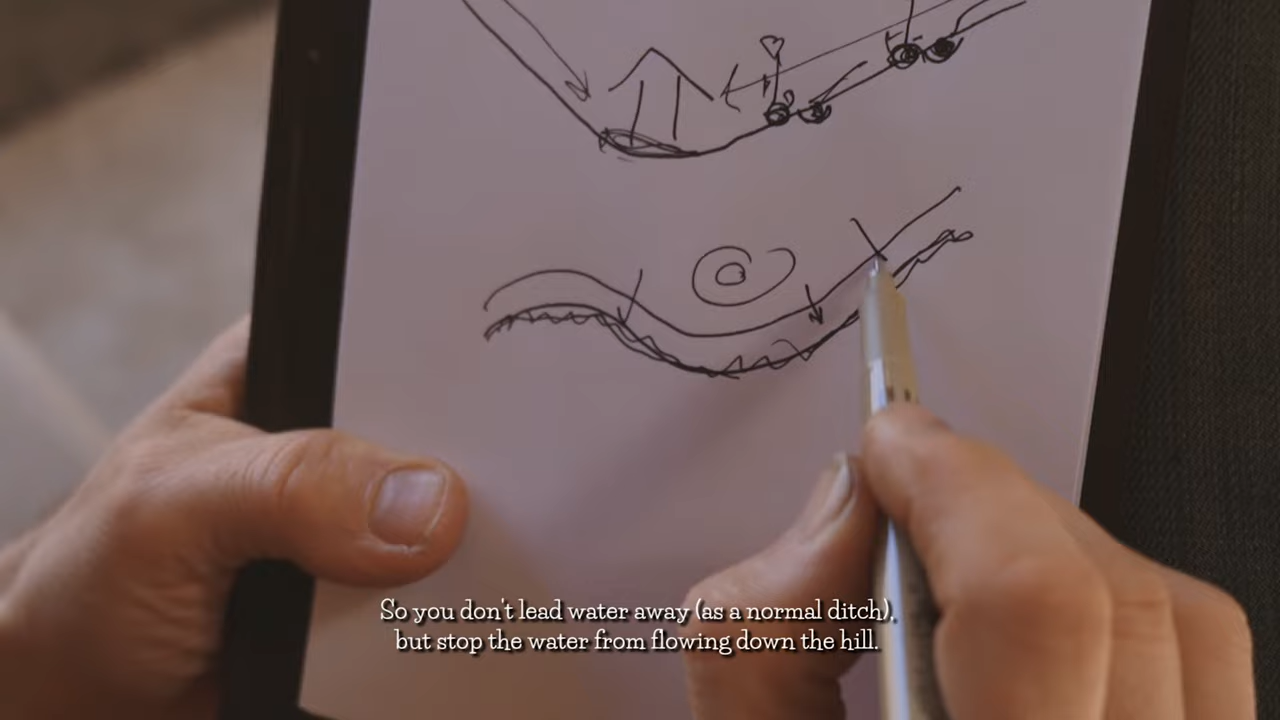 So you don't lead water away (as a normal ditch),
but stop the water from flowing down the hill.